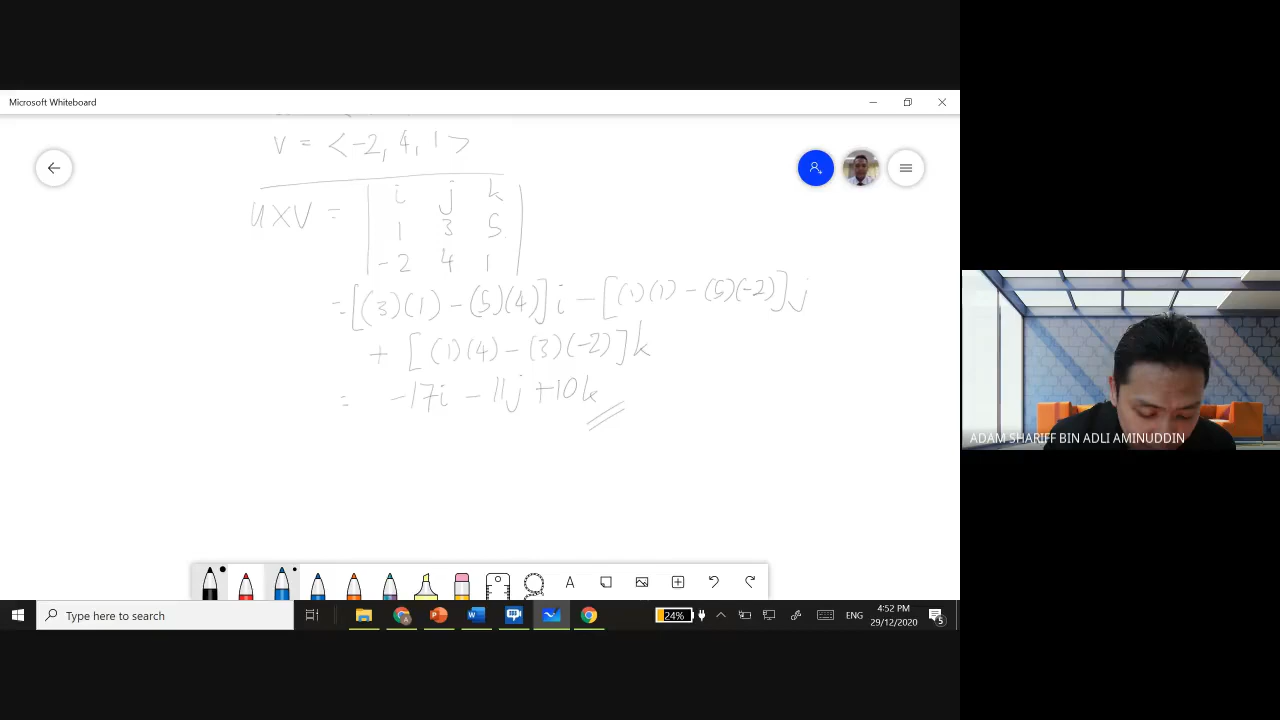 Microsoft Whiteboard
v = <-2, 4, 1>
u×v = | i j k |
1 3 5
-2 4 1
= [(3)(1) - (5)(4)] i - [(1)(1) - (5)(-2)] j
+ [(1)(4) - (3)(-2)] k
= -17i - 11j + 10k
ADAM SHARIFF BIN ADLI AMINUDDIN
A
Type here to search
24%
ENG
4:52 PM
29/12/2020
5